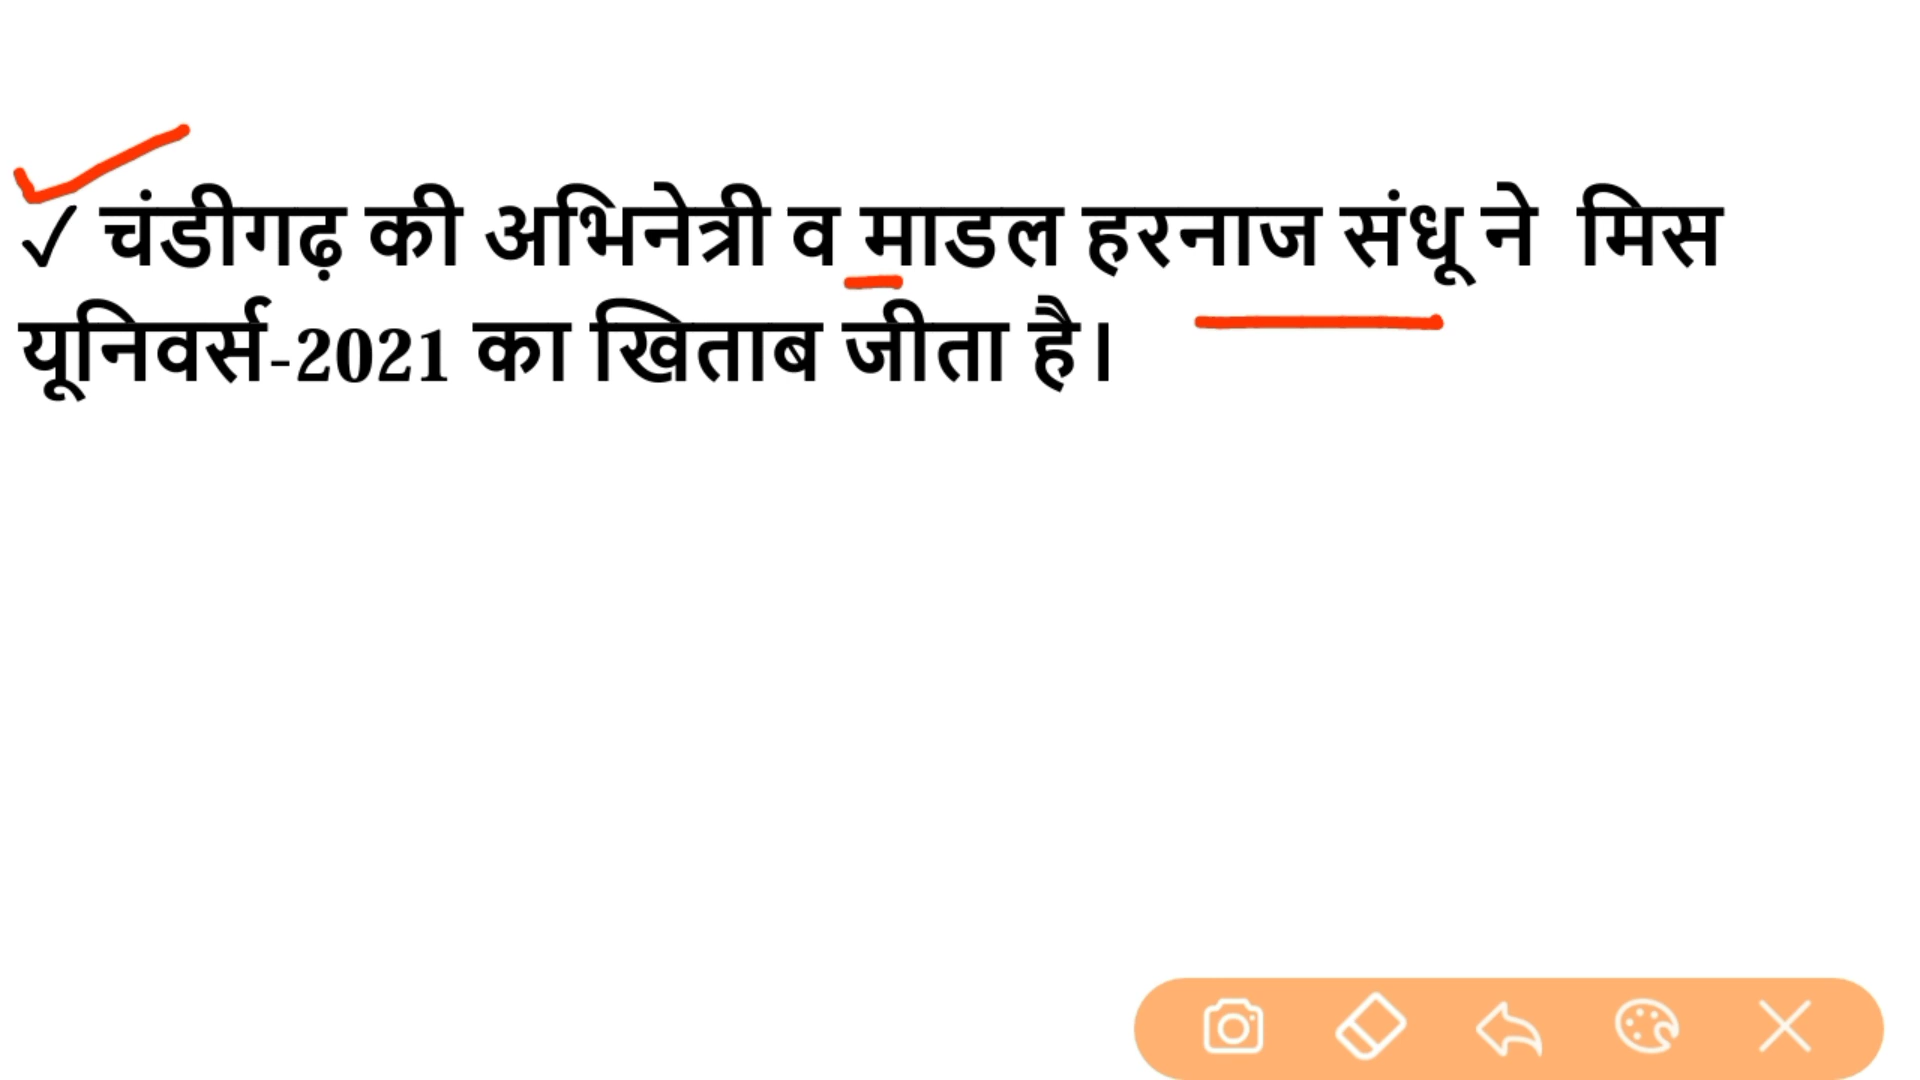 ✓ चंडीगढ़ की अभिनेत्री व माडल हरनाज संधू ने मिस
यूनिवर्स-2021 का खिताब जीता है।